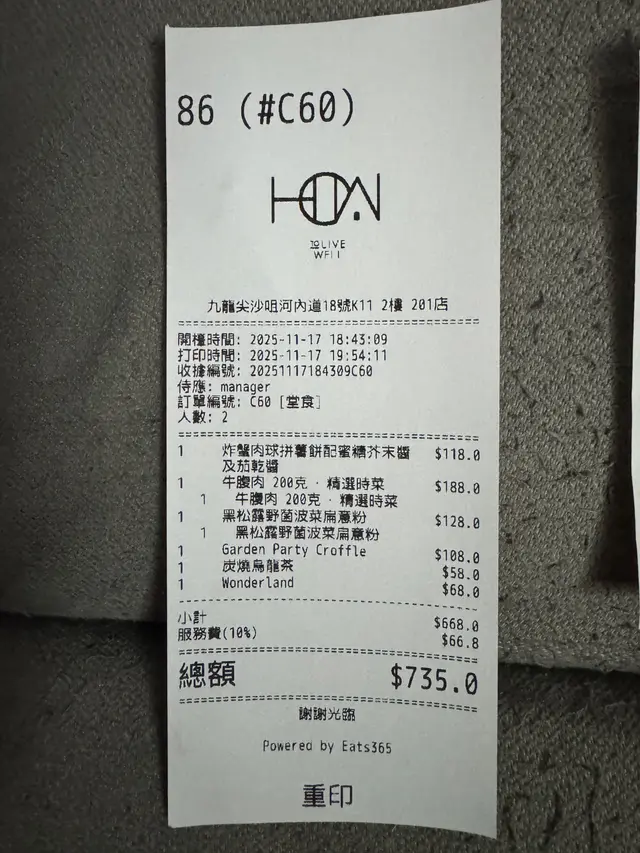 86 (#C60)
HOW
to LIVE
WELL
九龍尖沙咀河內道18號K11 2樓 201店
開檯時間: 2025-11-17 18:43:09
打印時間: 2025-11-17 19:54:11
收據編號: 20251117184309C60
侍應: manager
訂單編號: C60 [堂食]
人數: 2
1 炸蟹肉球拼薯餅配蜜糖芥末醬 $118.0
及茄乾醬
1 牛腹肉 200克 · 精選時菜 $188.0
1 牛腹肉 200克 · 精選時菜
1 黑松露野菌波菜扁意粉 $128.0
1 黑松露野菌波菜扁意粉
1 Garden Party Croffle $108.0
1 炭燒烏龍茶 $58.0
1 Wonderland $68.0
小計 $668.0
服務費(10%) $66.8
總額 $735.0
謝謝光臨
Powered by Eats365
重印